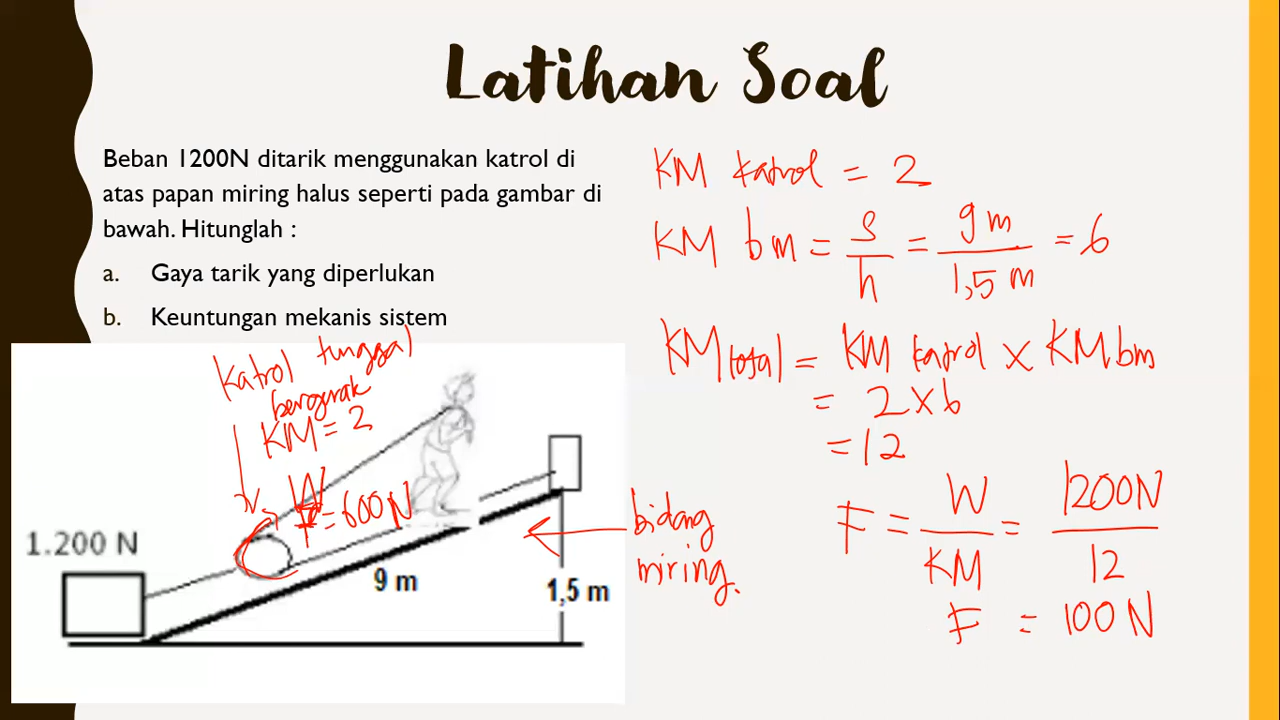 Latihan Soal
Beban 1200N ditarik menggunakan katrol di
atas papan miring halus seperti pada gambar di
bawah. Hitunglah :
a. Gaya tarik yang diperlukan
b. Keuntungan mekanis sistem
Katrol tunggal
bergerak
KM = 2
W
= 600N
1.200 N
9 m
1,5 m
bidang
miring.
KM katrol = 2
KM bm = s/h = 9m/1,5 m = 6
KM total = KM katrol x KM bm
= 2 x 6
= 12
F = W/KM = 1200N/12
F = 100 N